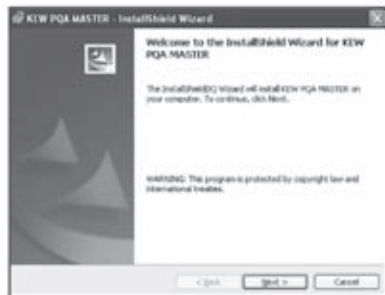 KEW PQA MASTER - InstallShield Wizard
Welcome to the InstallShield Wizard for KEW
PQA MASTER
The InstallShield(R) Wizard will install KEW PQA MASTER on
your computer. To continue, click Next.
WARNING: This program is protected by copyright law and
international treaties.
< Back Next > Cancel